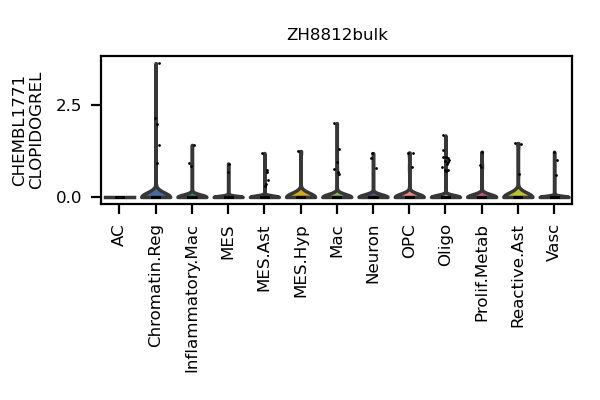 ZH8812bulk
CHEMBL1771
CLOPIDOGREL
2.5
0.0
AC
Chromatin.Reg
Inflammatory.Mac
MES
MES.Ast
MES.Hyp
Mac
Neuron
OPC
Oligo
Prolif.Metab
Reactive.Ast
Vasc